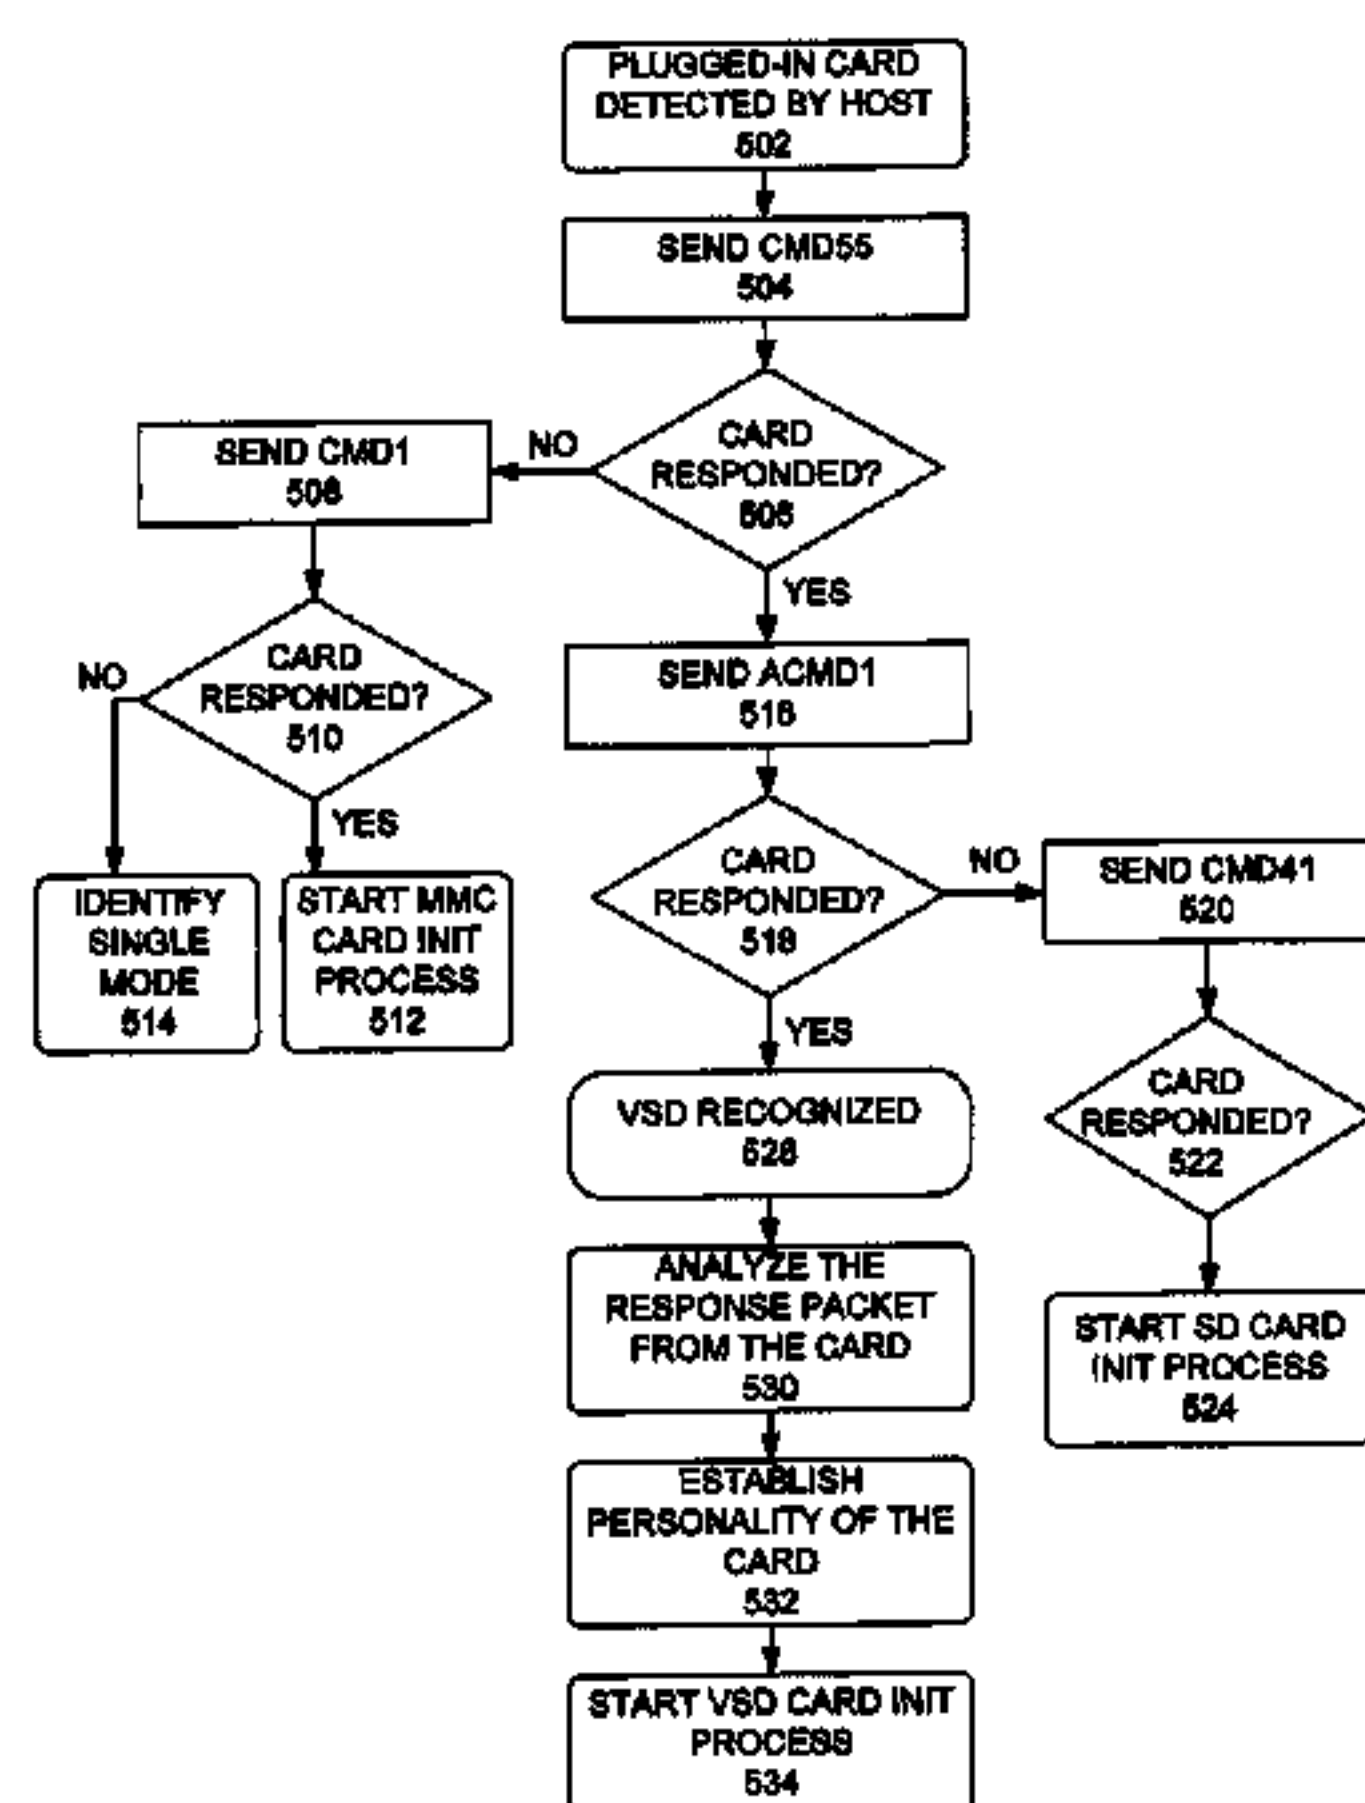 PLUGGED-IN CARD
DETECTED BY HOST
502
SEND CMD55
504
CARD
RESPONDED?
506
NO
SEND CMD1
508
YES
CARD
RESPONDED?
510
NO
YES
IDENTIFY
SINGLE
MODE
514
START MMC
CARD INIT
PROCESS
512
SEND ACMD1
516
CARD
RESPONDED?
518
NO
SEND CMD41
520
YES
CARD
RESPONDED?
522
START SD CARD
INIT PROCESS
524
VSD RECOGNIZED
528
ANALYZE THE
RESPONSE PACKET
FROM THE CARD
530
ESTABLISH
PERSONALITY OF THE
CARD
532
START VSD CARD INIT
PROCESS
534